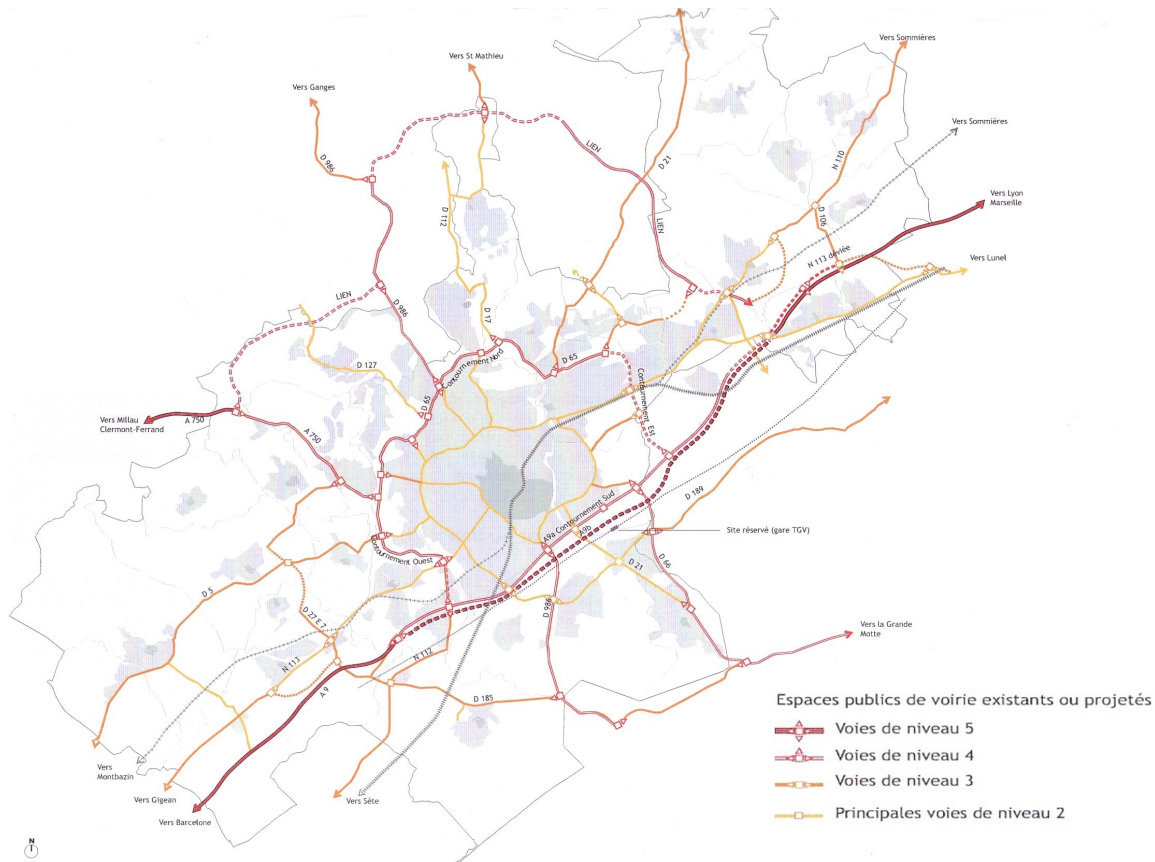 Vers Sommières
Vers St Mathieu
Vers Ganges
Vers Sommières
LIEN
D 21
N 110
D 986
Vers Lyon
Marseille
D 112
LIEN
D 106
N 113 déviée
Vers Lunel
LIEN
D 986
D 17
Contournement Nord
D 65
D 127
D 65
Contournement Est
Vers Millau
Clermont-Ferrand
A 750
A 750
D 189
A9a Contournement Sud
A9b
Site réservé (gare TGV)
Contournement Ouest
D 66
D 21
D 5
D 27 E 7
D 986
Vers la Grande
Motte
N 113
N 112
A 9
D 185
Espaces publics de voirie existants ou projetés
Voies de niveau 5
Voies de niveau 4
Vers
Montbazin
Voies de niveau 3
Vers Gigean
Vers Sète
Principales voies de niveau 2
Vers Barcelone
N